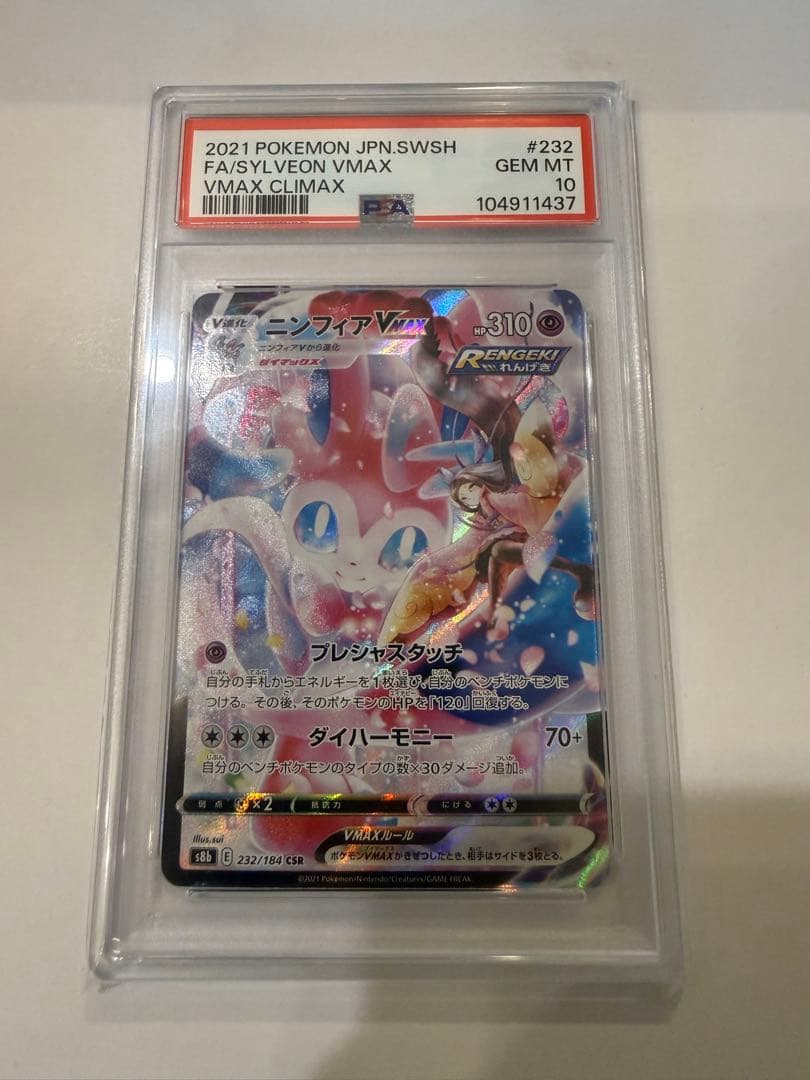 2021 POKEMON JPN.SWSH #232
FA/SYLVEON VMAX GEM MT
VMAX CLIMAX 10
PSA 104911437
V進化 ニンフィアVMAX HP310
ニンフィアVから進化
ダイマックス
RENGEKI
れんげき
プレシャスタッチ
自分の手札からエネルギーを1枚選び、自分のベンチポケモンに
つける。その後、そのポケモンのHPを「120」回復する。
ダイハーモニー 70+
自分のベンチポケモンのタイプの数×30ダメージ追加。
弱点 ×2 抵抗力 にげる
illus.sui
VMAXルール
s8b E 232/184 CSR
ポケモンVMAXがきぜつしたとき、相手はサイドを3枚とる。
©2021 Pokémon/Nintendo/Creatures/GAME FREAK.